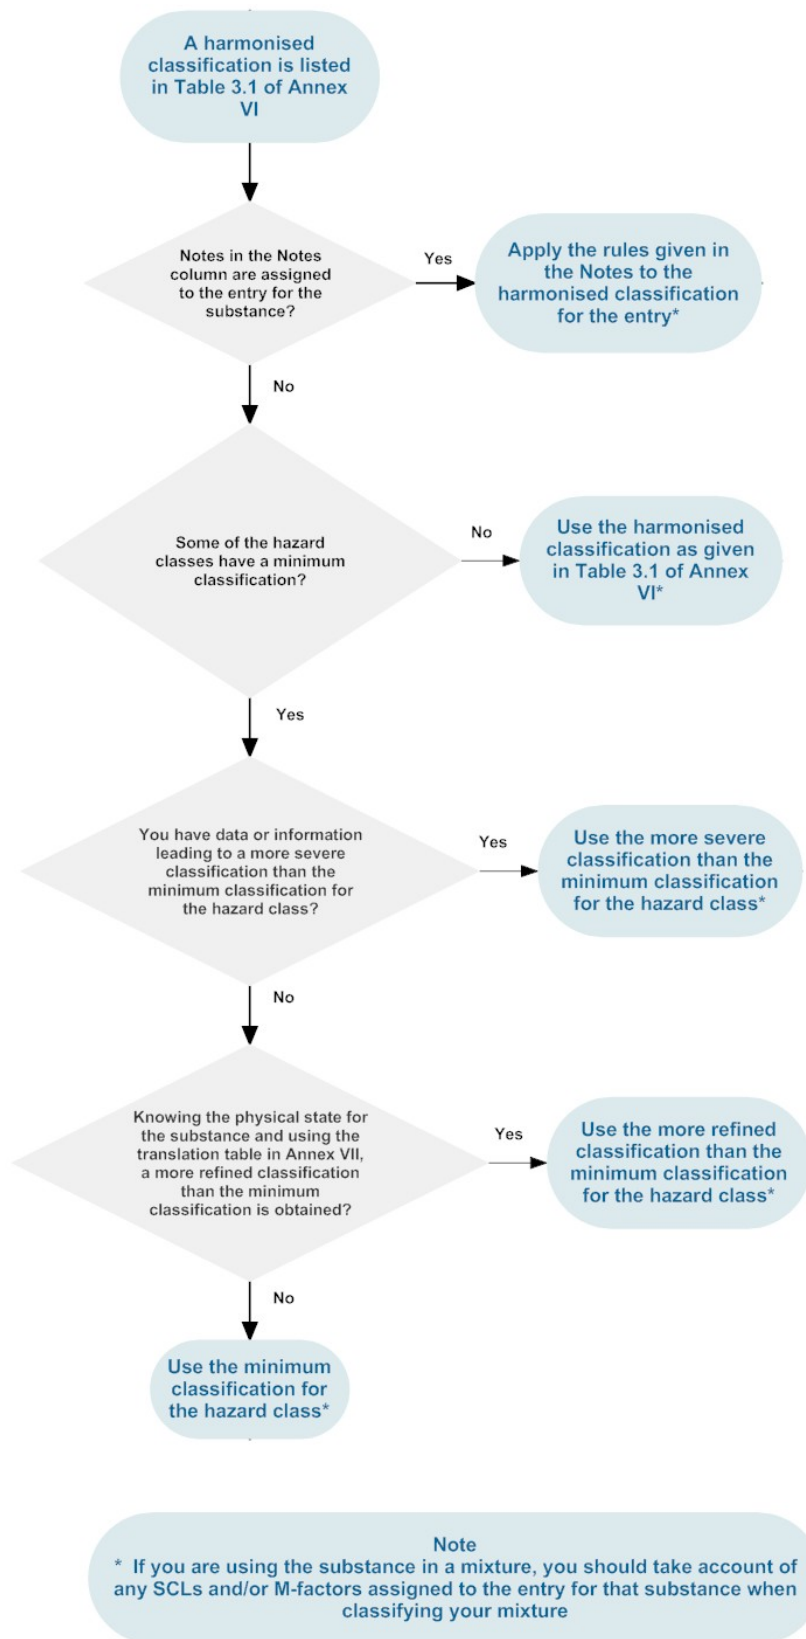 A harmonised
classification is listed
in Table 3.1 of Annex
VI
Notes in the Notes
column are assigned
to the entry for the
substance?
Yes
Apply the rules given in
the Notes to the
harmonised classification
for the entry*
No
Some of the hazard
classes have a minimum
classification?
No
Use the harmonised
classification as given
in Table 3.1 of Annex
VI*
Yes
You have data or information
leading to a more severe
classification than the
minimum classification for
the hazard class?
Yes
Use the more severe
classification than the
minimum classification
for the hazard class*
No
Knowing the physical state for
the substance and using the
translation table in Annex VII,
a more refined classification
than the minimum
classification is obtained?
Yes
Use the more refined
classification than the
minimum classification
for the hazard class*
No
Use the minimum
classification for
the hazard class*
Note
* If you are using the substance in a mixture, you should take account of
any SCLs and/or M-factors assigned to the entry for that substance when
classifying your mixture